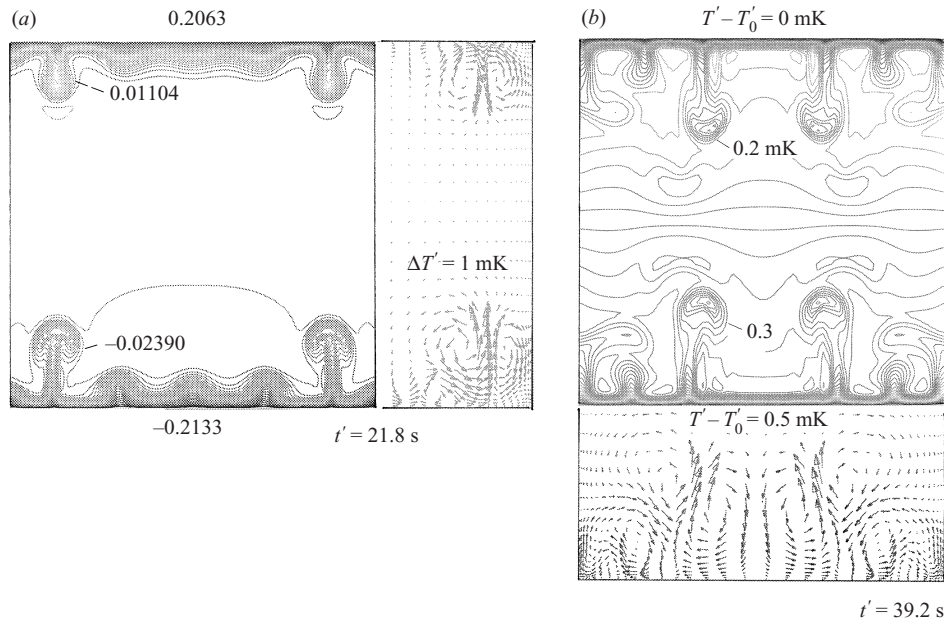 (a)
0.2063
0.01104
ΔT′ = 1 mK
–0.02390
–0.2133
t′ = 21.8 s
(b)
T′ – T′₀ = 0 mK
0.2 mK
0.3
T′ – T′₀ = 0.5 mK
t′ = 39.2 s